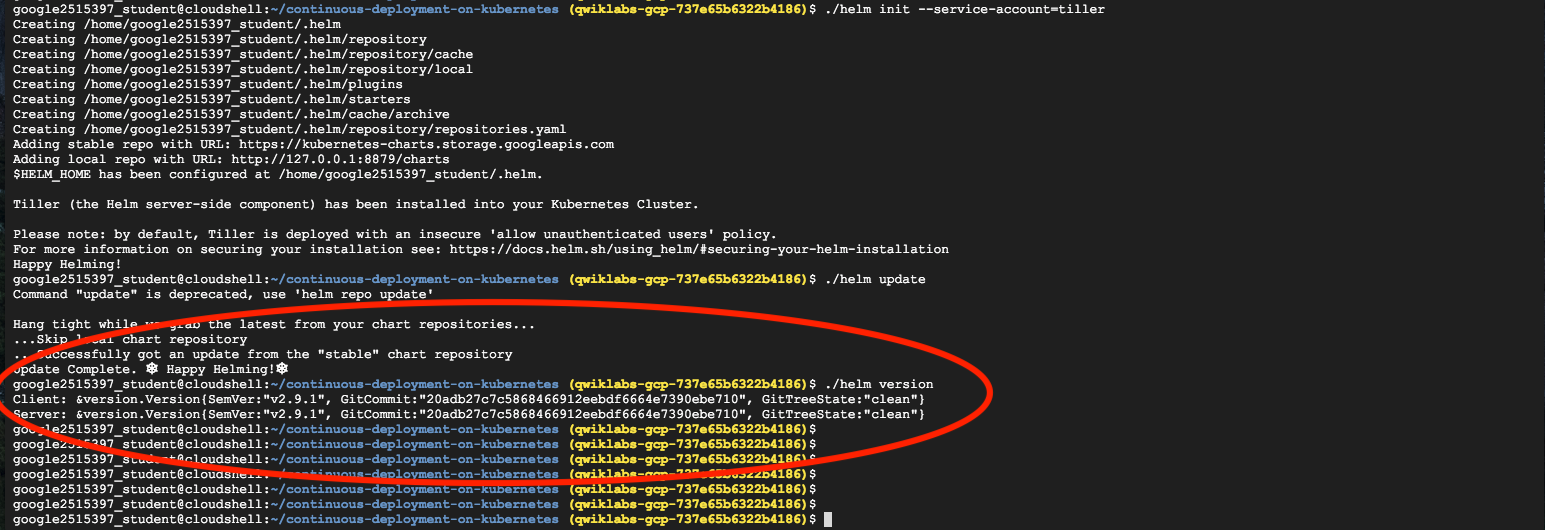 google2515397_student@cloudshell:~/continuous-deployment-on-kubernetes (qwiklabs-gcp-737e65b6322b4186)$ ./helm init --service-account=tiller
Creating /home/google2515397_student/.helm
Creating /home/google2515397_student/.helm/repository
Creating /home/google2515397_student/.helm/repository/cache
Creating /home/google2515397_student/.helm/repository/local
Creating /home/google2515397_student/.helm/plugins
Creating /home/google2515397_student/.helm/starters
Creating /home/google2515397_student/.helm/cache/archive
Creating /home/google2515397_student/.helm/repository/repositories.yaml
Adding stable repo with URL: https://kubernetes-charts.storage.googleapis.com
Adding local repo with URL: http://127.0.0.1:8879/charts
$HELM_HOME has been configured at /home/google2515397_student/.helm.
Tiller (the Helm server-side component) has been installed into your Kubernetes Cluster.
Please note: by default, Tiller is deployed with an insecure 'allow unauthenticated users' policy.
For more information on securing your installation see: https://docs.helm.sh/using_helm/#securing-your-helm-installation
Happy Helming!
google2515397_student@cloudshell:~/continuous-deployment-on-kubernetes (qwiklabs-gcp-737e65b6322b4186)$ ./helm update
Command "update" is deprecated, use 'helm repo update'
Hang tight while we grab the latest from your chart repositories...
...Skip local chart repository
...Successfully got an update from the "stable" chart repository
Update Complete. ⎈ Happy Helming!⎈
google2515397_student@cloudshell:~/continuous-deployment-on-kubernetes (qwiklabs-gcp-737e65b6322b4186)$ ./helm version
Client: &version.Version{SemVer:"v2.9.1", GitCommit:"20adb27c7c5868466912eebdf6664e7390ebe710", GitTreeState:"clean"}
Server: &version.Version{SemVer:"v2.9.1", GitCommit:"20adb27c7c5868466912eebdf6664e7390ebe710", GitTreeState:"clean"}
google2515397_student@cloudshell:~/continuous-deployment-on-kubernetes (qwiklabs-gcp-737e65b6322b4186)$
google2515397_student@cloudshell:~/continuous-deployment-on-kubernetes (qwiklabs-gcp-737e65b6322b4186)$
google2515397_student@cloudshell:~/continuous-deployment-on-kubernetes (qwiklabs-gcp-737e65b6322b4186)$
google2515397_student@cloudshell:~/continuous-deployment-on-kubernetes (qwiklabs-gcp-737e65b6322b4186)$
google2515397_student@cloudshell:~/continuous-deployment-on-kubernetes (qwiklabs-gcp-737e65b6322b4186)$
google2515397_student@cloudshell:~/continuous-deployment-on-kubernetes (qwiklabs-gcp-737e65b6322b4186)$
google2515397_student@cloudshell:~/continuous-deployment-on-kubernetes (qwiklabs-gcp-737e65b6322b4186)$